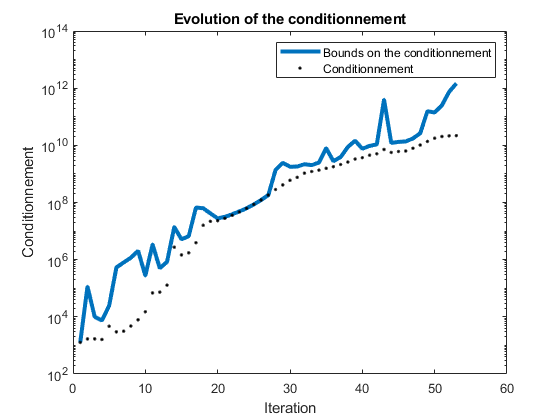 Evolution of the conditionnement
Bounds on the conditionnement
Conditionnement
Conditionnement
10^14
10^12
10^10
10^8
10^6
10^4
10^2
0 10 20 30 40 50 60
Iteration